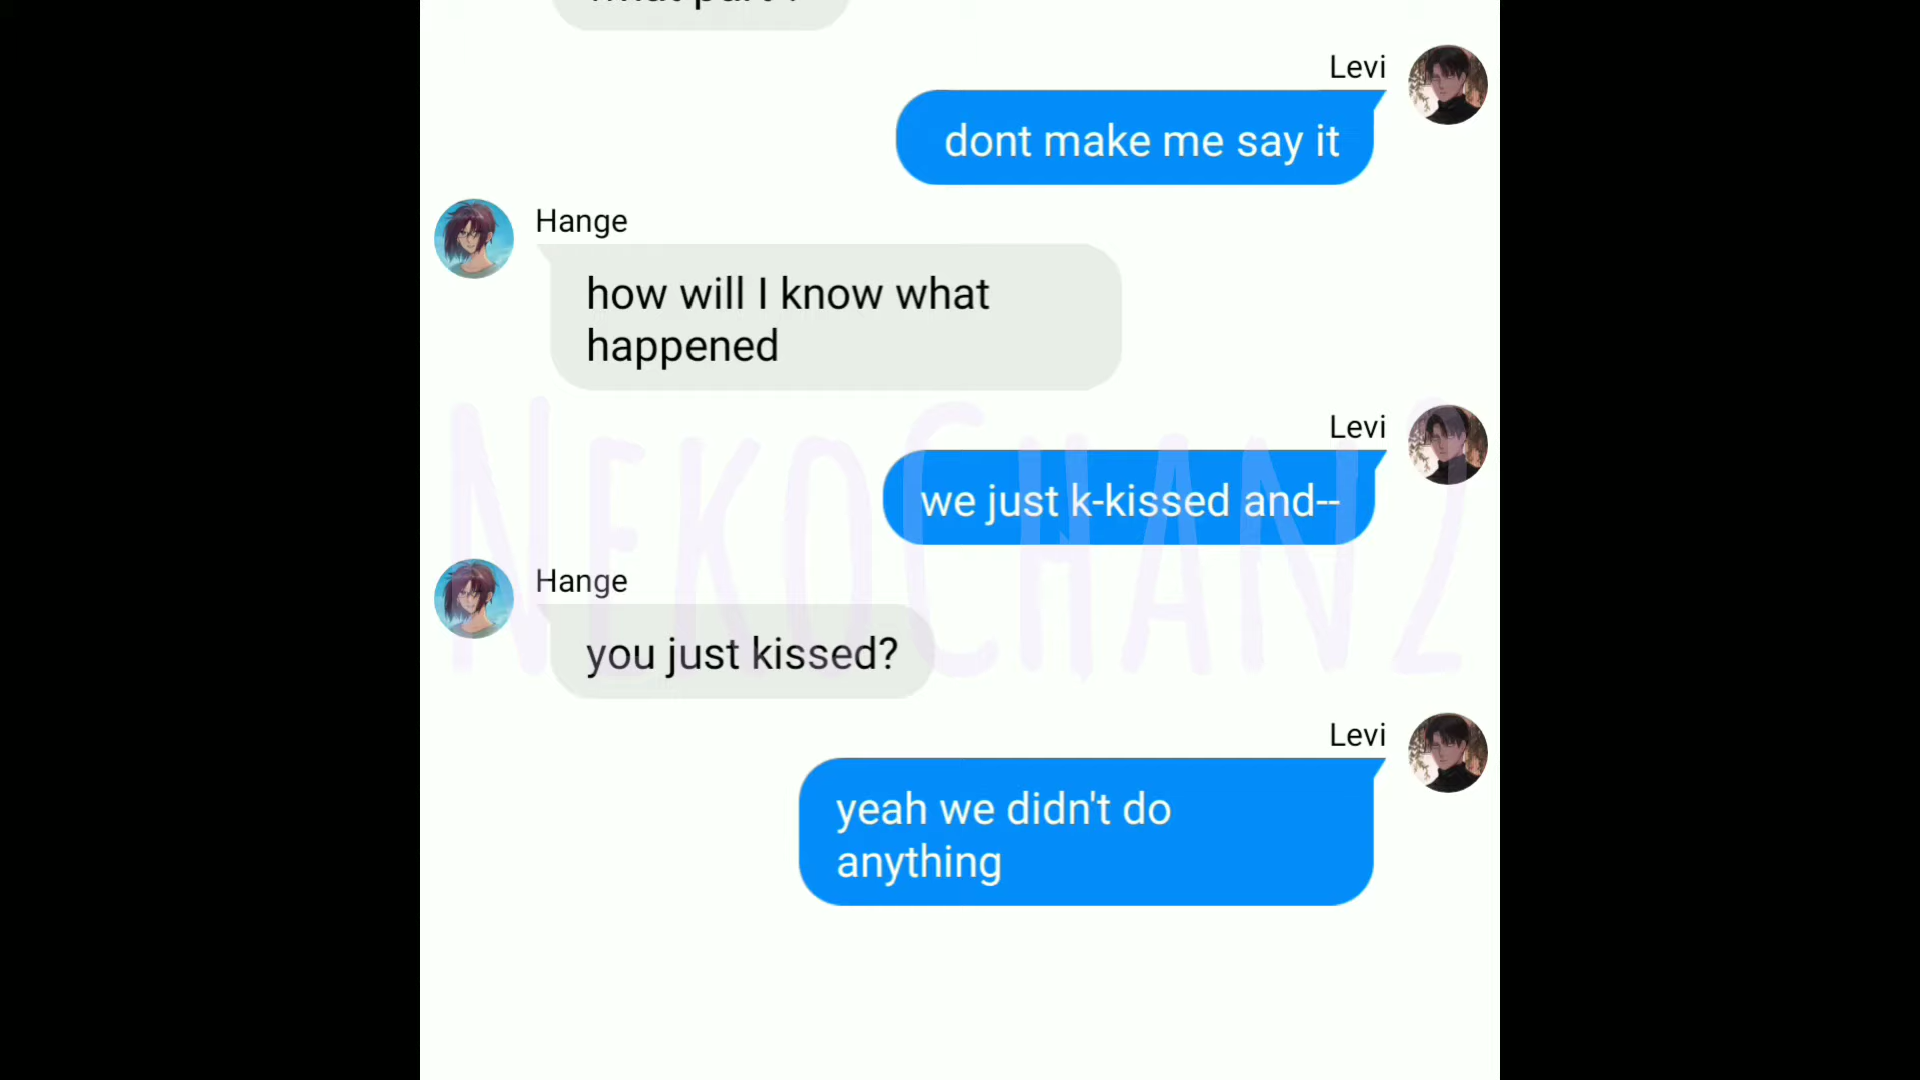 Levi
dont make me say it
Hange
how will I know what
happened
Levi
we just k-kissed and--
Hange
you just kissed?
Levi
yeah we didn't do
anything
NEKOCHAN2